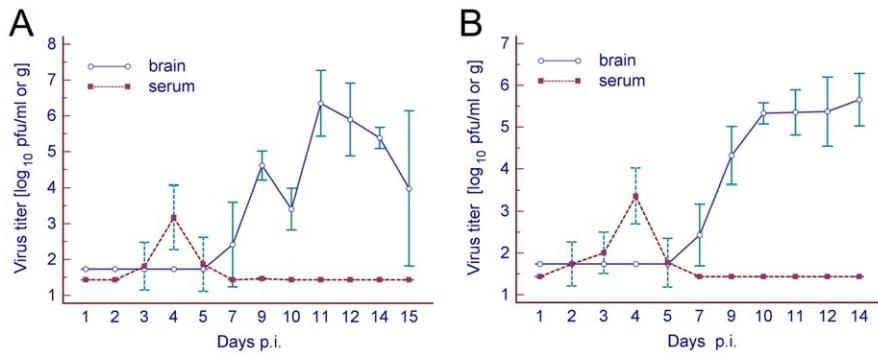 A
Virus titer [log10 pfu/ml or g]
8
7
6
5
4
3
2
1
brain
serum
1 2 3 4 5 7 9 10 11 12 14 15
Days p.i.
B
Virus titer [log10 pfu/ml or g]
7
6
5
4
3
2
1
brain
serum
1 2 3 4 5 7 9 10 11 12 14
Days p.i.